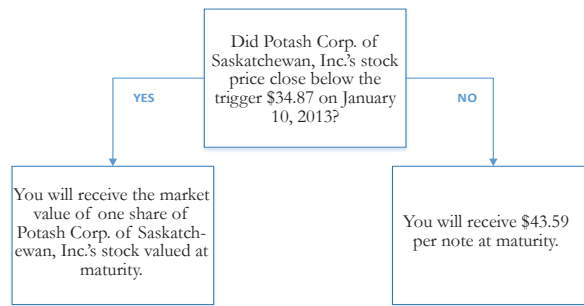 Did Potash Corp. of
Saskatchewan, Inc.'s stock
price close below the
trigger $34.87 on January
10, 2013?
YES
NO
You will receive the market
value of one share of
Potash Corp. of Saskatch-
ewan, Inc.'s stock valued at
maturity.
You will receive $43.59
per note at maturity.